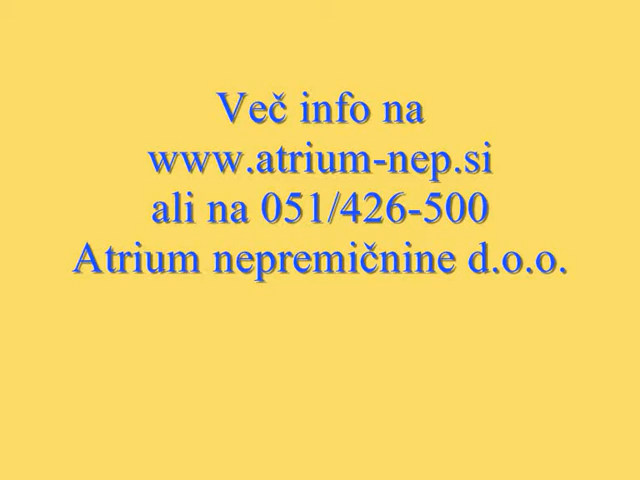 Več info na
www.atrium-nep.si
ali na 051/426-500
Atrium nepremičnine d.o.o.